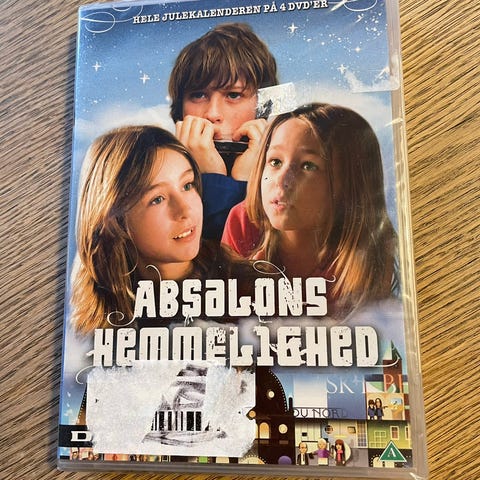 HELE JULEKALENDEREN PÅ 4 DVD'ER
ABSALONS
HEMMELIGHED
DU NORD
D
A